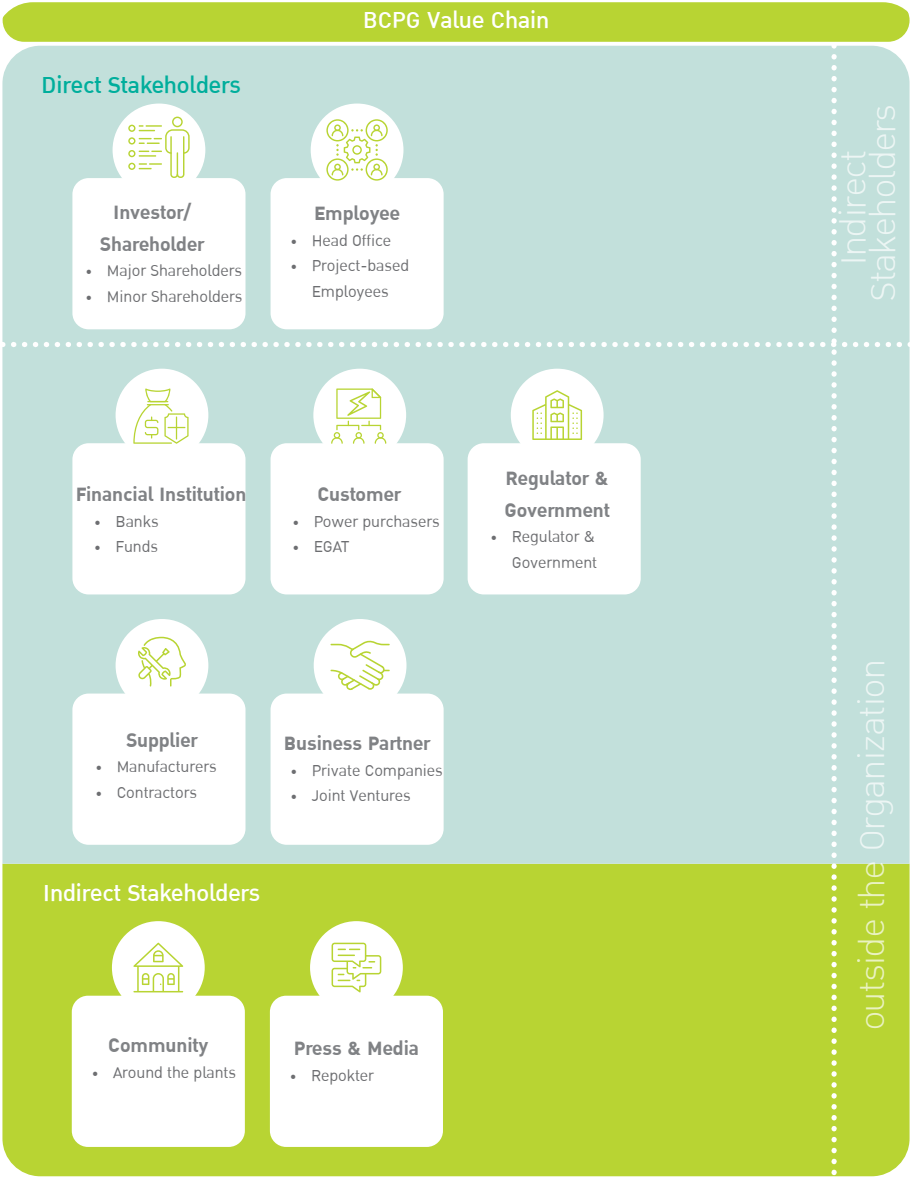 BCPG Value Chain
Direct Stakeholders
Indirect
Stakeholders
Investor/
Shareholder
• Major Shareholders
• Minor Shareholders
Employee
• Head Office
• Project-based
Employees
$
Financial Institution
• Banks
• Funds
Customer
• Power purchasers
• EGAT
Regulator &
Government
• Regulator &
Government
Supplier
• Manufacturers
• Contractors
Business Partner
• Private Companies
• Joint Ventures
outside the Organization
Indirect Stakeholders
Community
• Around the plants
Press & Media
• Repokter